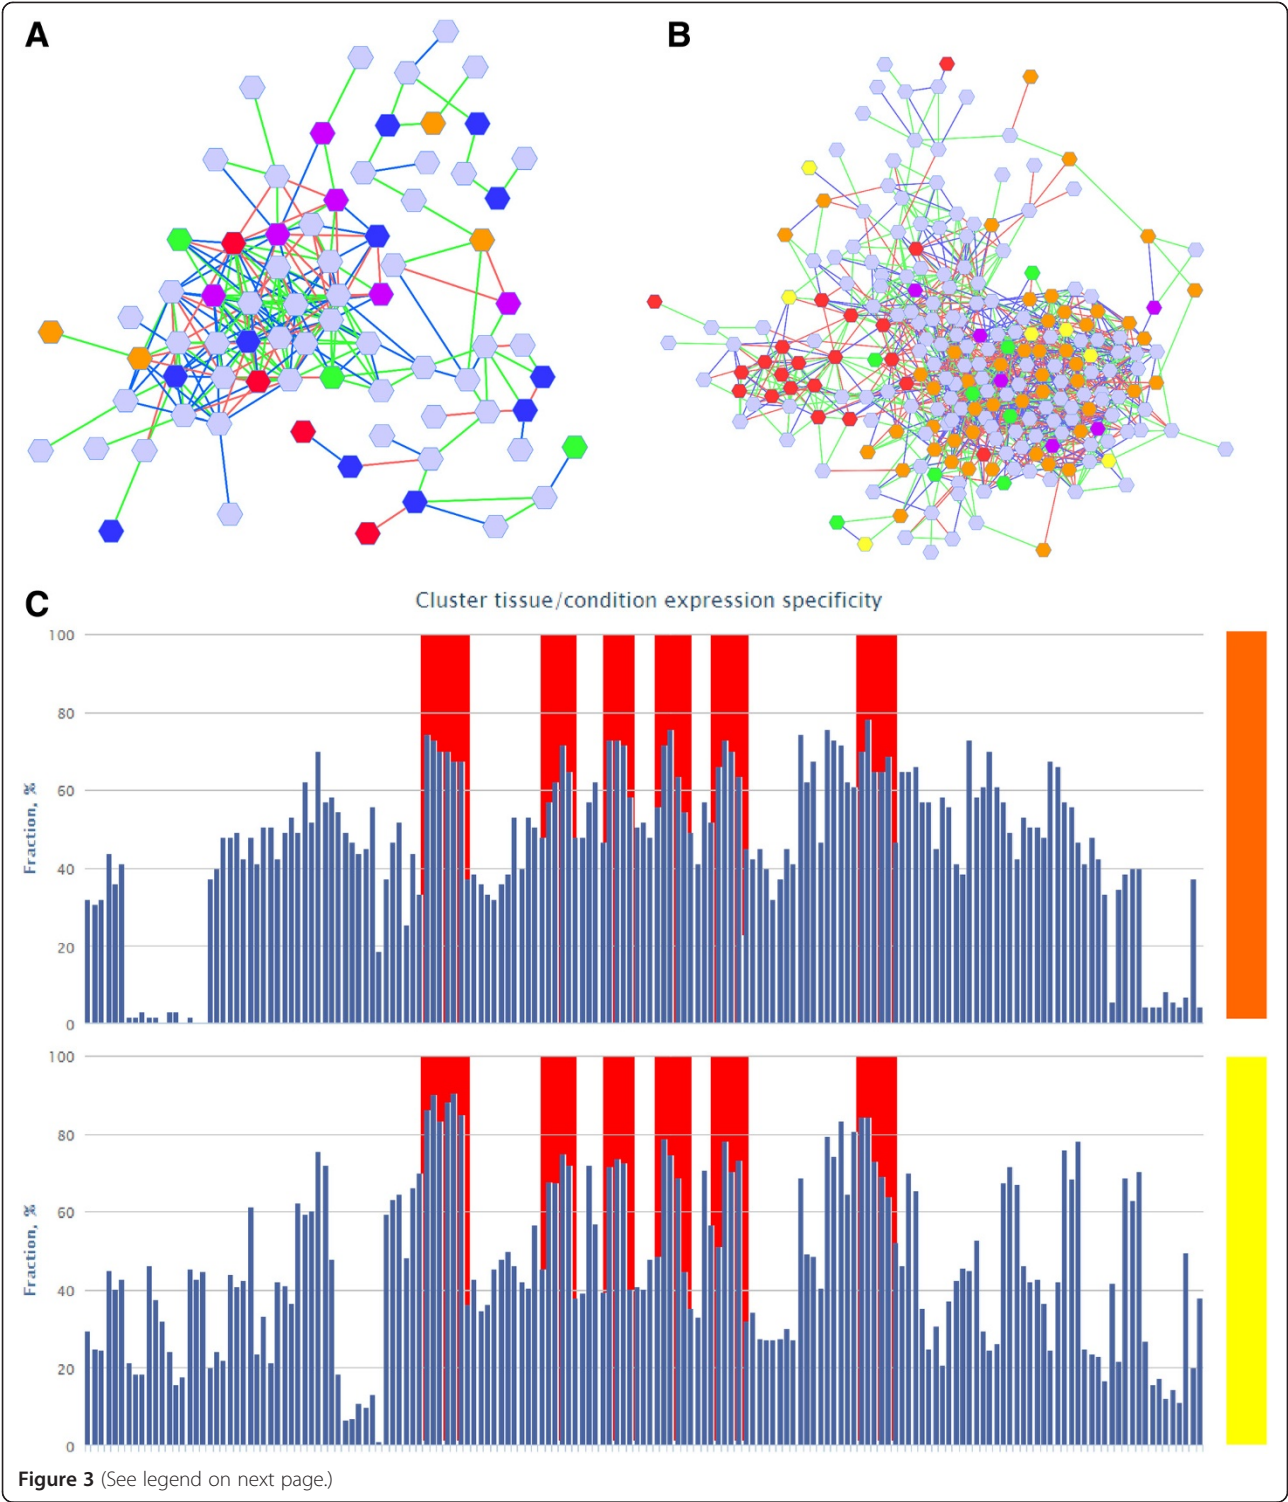 A
B
C
Cluster tissue/condition expression specificity
100
80
60
40
20
0
Fraction, %
100
80
60
40
20
0
Fraction, %
Figure 3 (See legend on next page.)